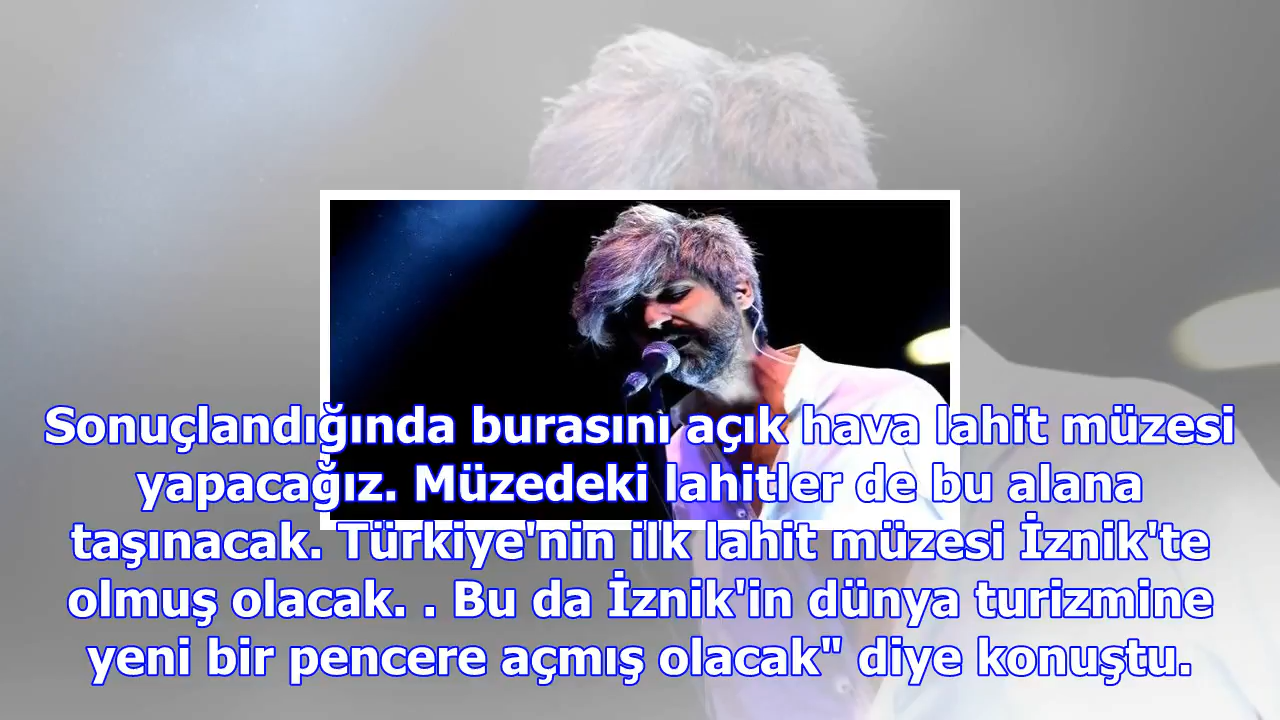 Sonuçlandığında burasını açık hava lahit müzesi
yapacağız. Müzedeki lahitler de bu alana
taşınacak. Türkiye'nin ilk lahit müzesi İznik'te
olmuş olacak. . Bu da İznik'in dünya turizmine
yeni bir pencere açmış olacak" diye konuştu.